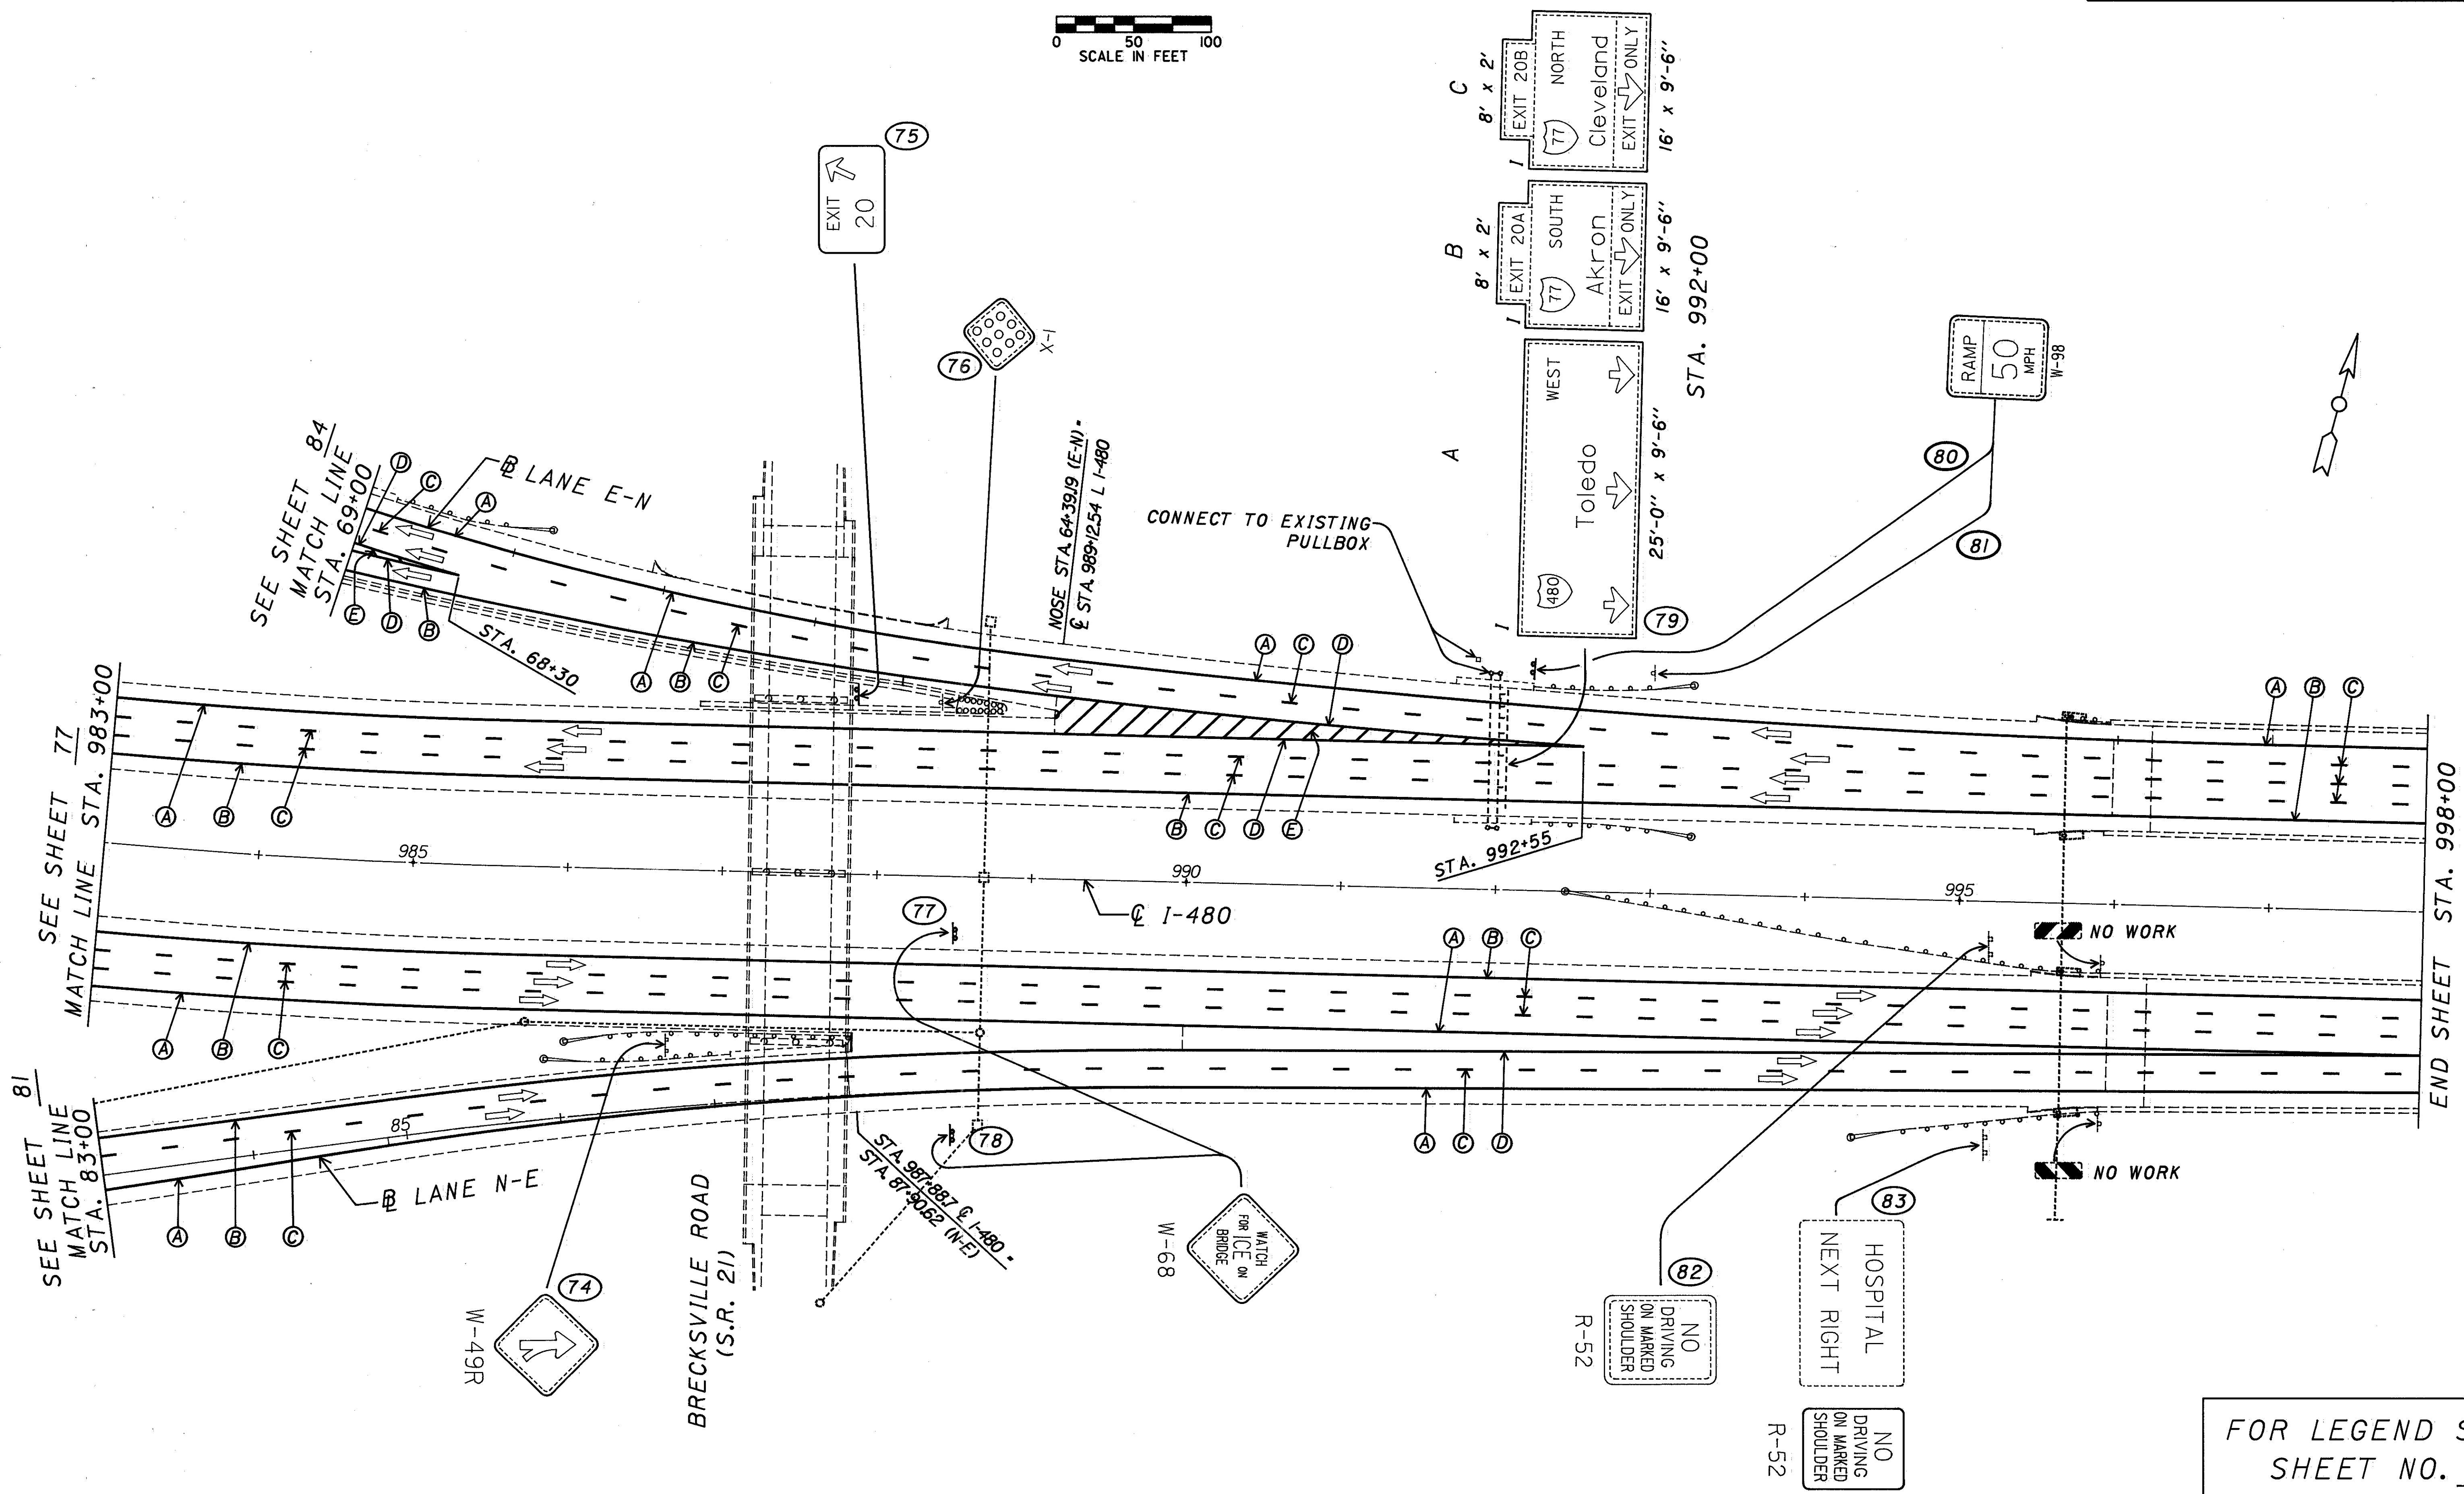 0 50 100
SCALE IN FEET
C
8' x 2'
EXIT 20B
77 NORTH
Cleveland
EXIT ONLY
16' x 9'-6''
I
B
8' x 2'
EXIT 20A
77 SOUTH
Akron
EXIT ONLY
16' x 9'-6''
I
STA. 992+00
A
480 WEST
Toledo
25'-0'' x 9'-6''
I
79
75
EXIT
20
76
X-1
RAMP
50
MPH
W-98
80
81
SEE SHEET 84
MATCH LINE
STA. 69+00
D
C
A
℄ LANE E-N
E
D
B
STA. 68+30
A
B
C
NOSE STA. 64+39.19 (E-N) =
℄ STA. 989+12.54 L I-480
CONNECT TO EXISTING
PULLBOX
A
C
D
A
B
C
SEE SHEET 77
MATCH LINE STA. 983+00
A
B
C
B
C
D
E
STA. 992+55
985
990
995
℄ I-480
77
NO WORK
END SHEET STA. 998+00
A
B
C
A
B
C
SEE SHEET 81
MATCH LINE
STA. 83+00
85
A
B
C
℄ LANE N-E
STA. 987+88.7 ℄ I-480 =
STA. 87+90.62 (N-E)
78
A
C
D
NO WORK
74
W-49R
BRECKSVILLE ROAD
(S.R. 21)
WATCH
FOR ICE ON
BRIDGE
W-68
82
NO
DRIVING
ON MARKED
SHOULDER
R-52
83
HOSPITAL
NEXT RIGHT
NO
DRIVING
ON MARKED
SHOULDER
R-52
FOR LEGEND S
SHEET NO.